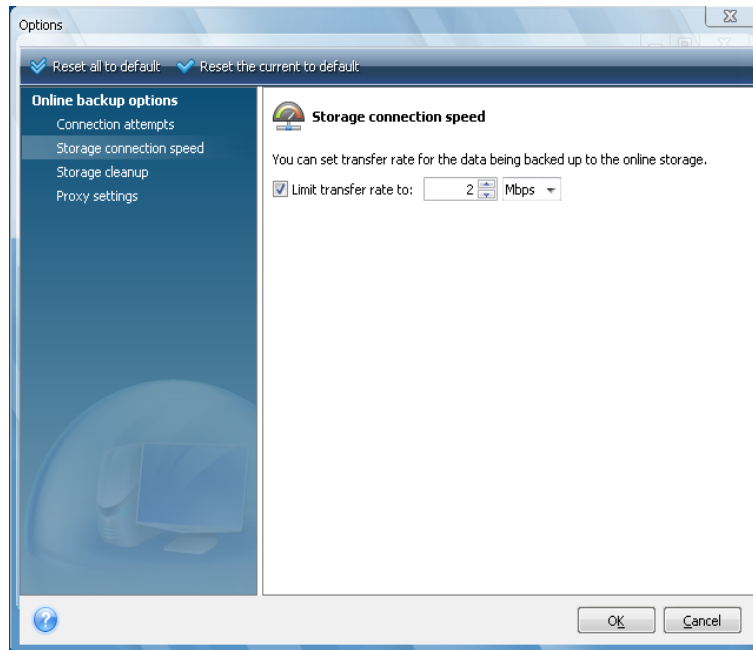 Options
Reset all to default Reset the current to default
Online backup options
Connection attempts
Storage connection speed
Storage cleanup
Proxy settings
Storage connection speed
You can set transfer rate for the data being backed up to the online storage.
Limit transfer rate to: 2 Mbps
OK Cancel